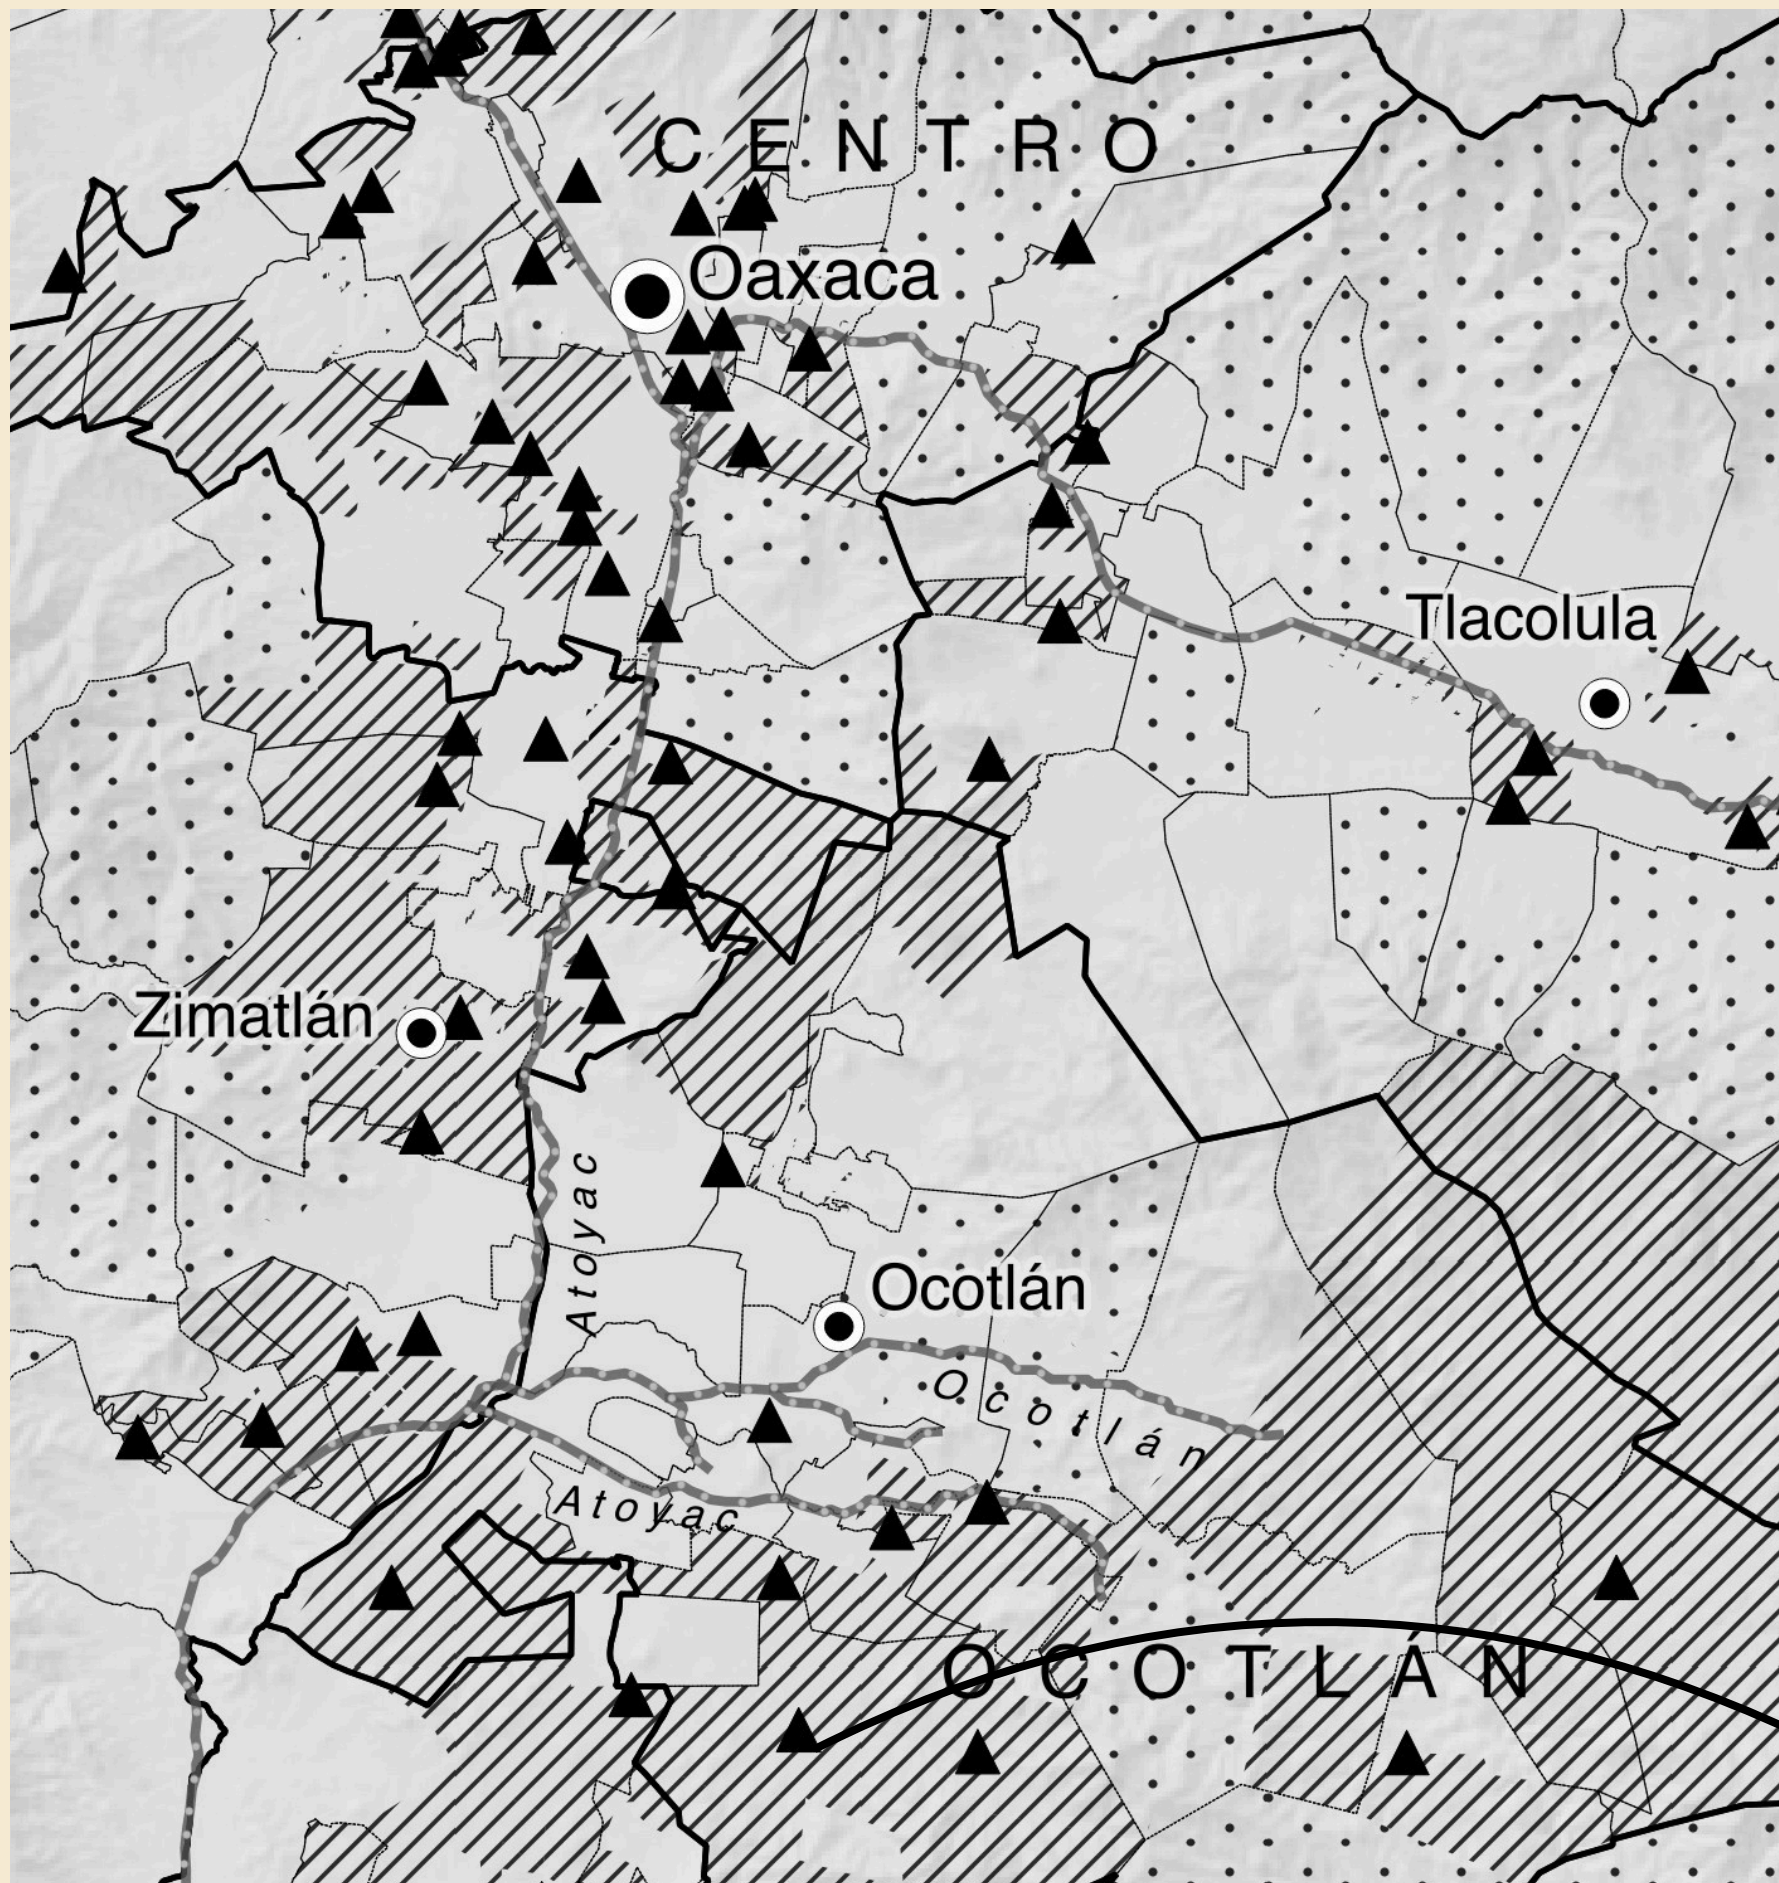 CENTRO
Oaxaca
Tlacolula
Zimatlán
Atoyac
Ocotlán
Ocotlán
Atoyac
OCOTLÁN